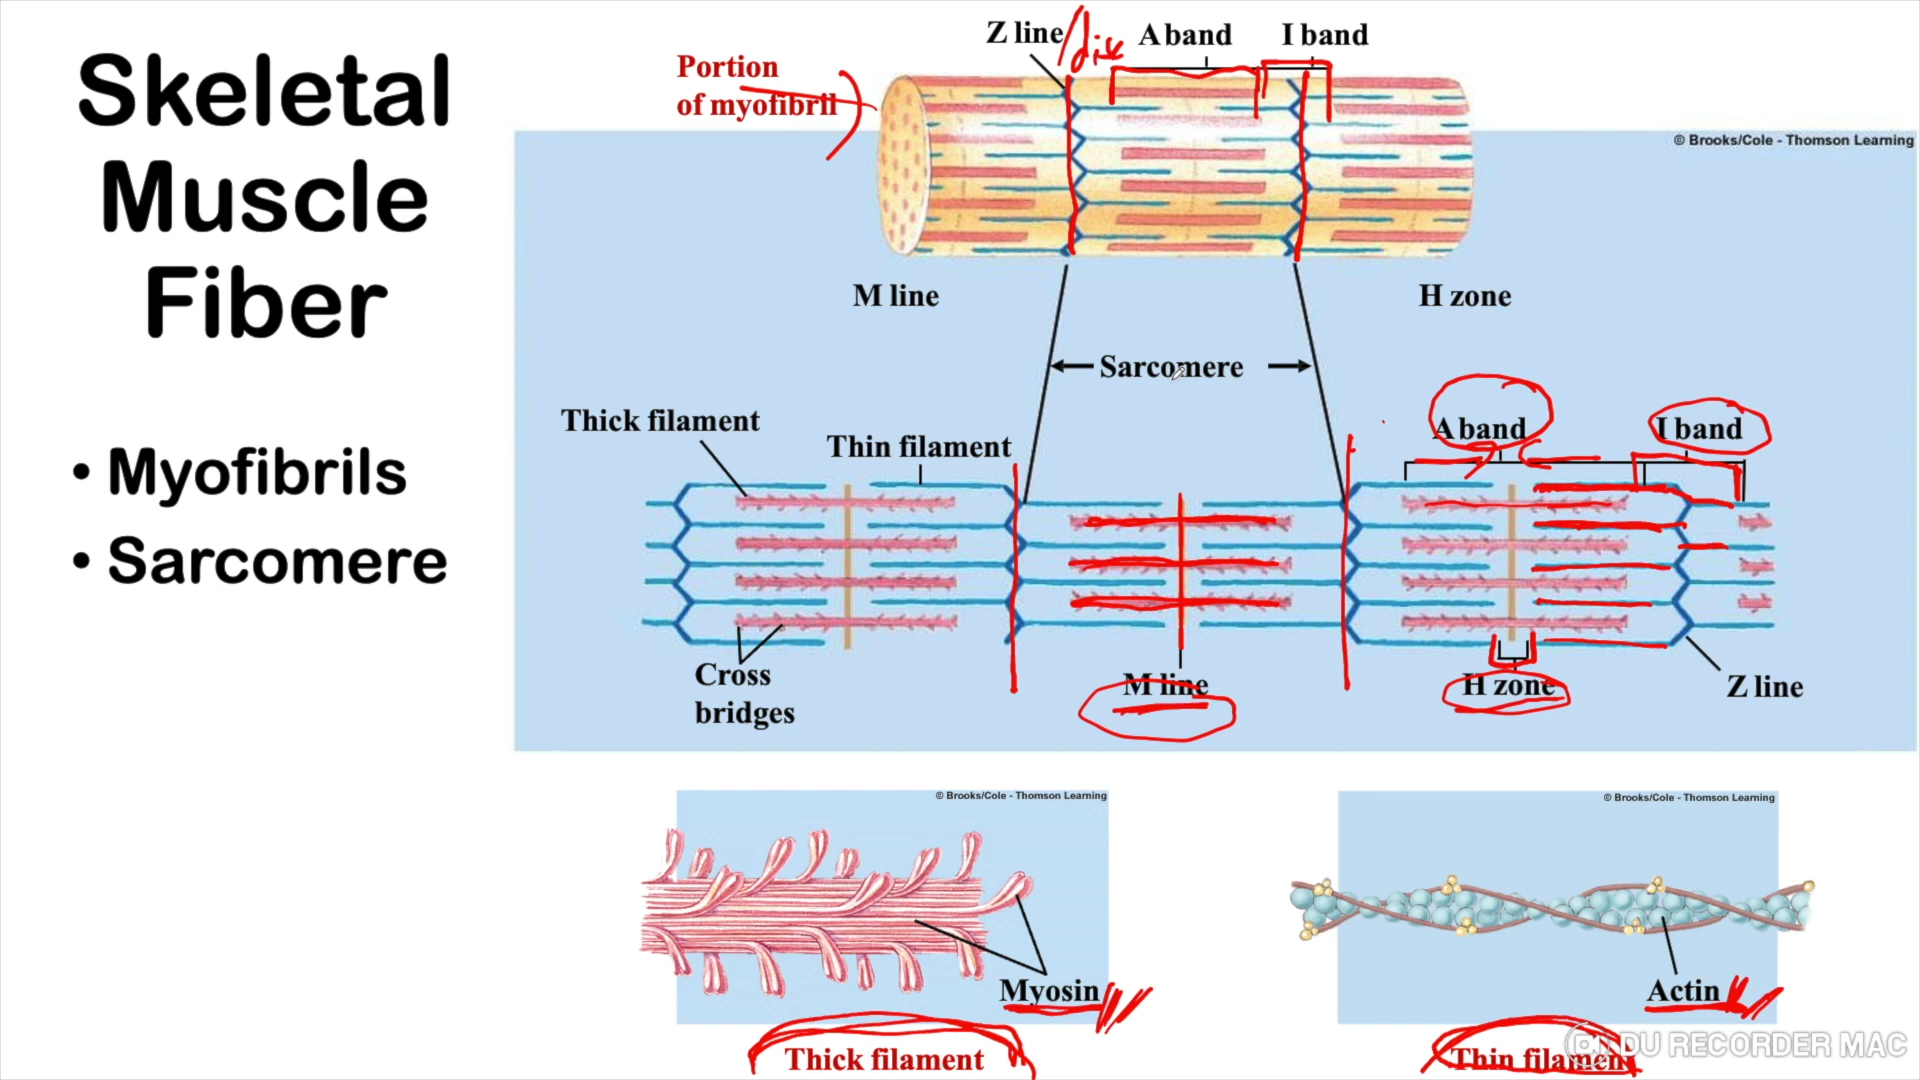 Skeletal
Muscle
Fiber
• Myofibrils
• Sarcomere
Z line/disc
A band
I band
Portion
of myofibril
© Brooks/Cole - Thomson Learning
M line
H zone
Sarcomere
Thick filament
Thin filament
A band
I band
Cross
bridges
M line
H zone
Z line
© Brooks/Cole - Thomson Learning
Myosin
Thick filament
© Brooks/Cole - Thomson Learning
Actin
Thin filament
DU RECORDER MAC